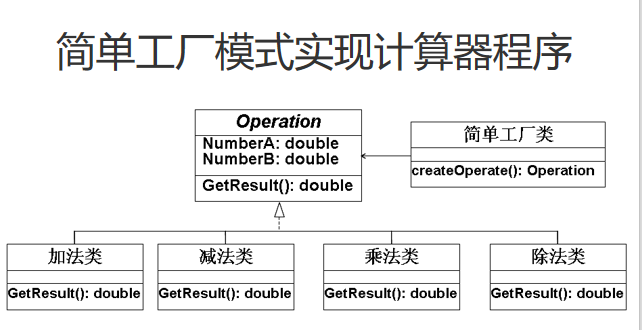 简单工厂模式实现计算器程序
Operation
NumberA: double
NumberB: double
GetResult(): double
简单工厂类
createOperate(): Operation
加法类
GetResult(): double
减法类
GetResult(): double
乘法类
GetResult(): double
除法类
GetResult(): double